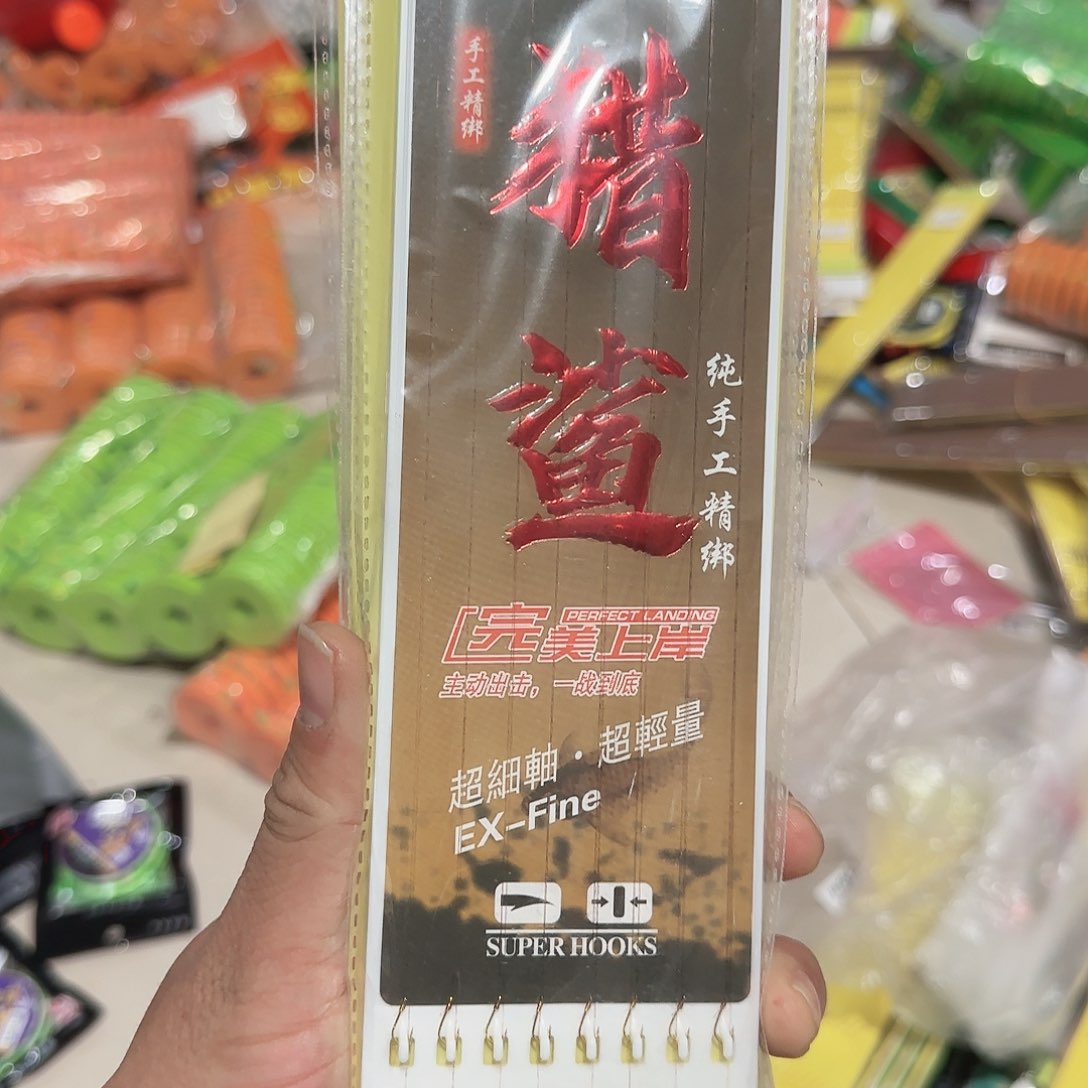 手工精绑
猎鲨
纯手工精绑
完美上岸
PERFECT LANDING
主动出击，一战到底
超細軸·超輕量
EX-Fine
SUPER HOOKS